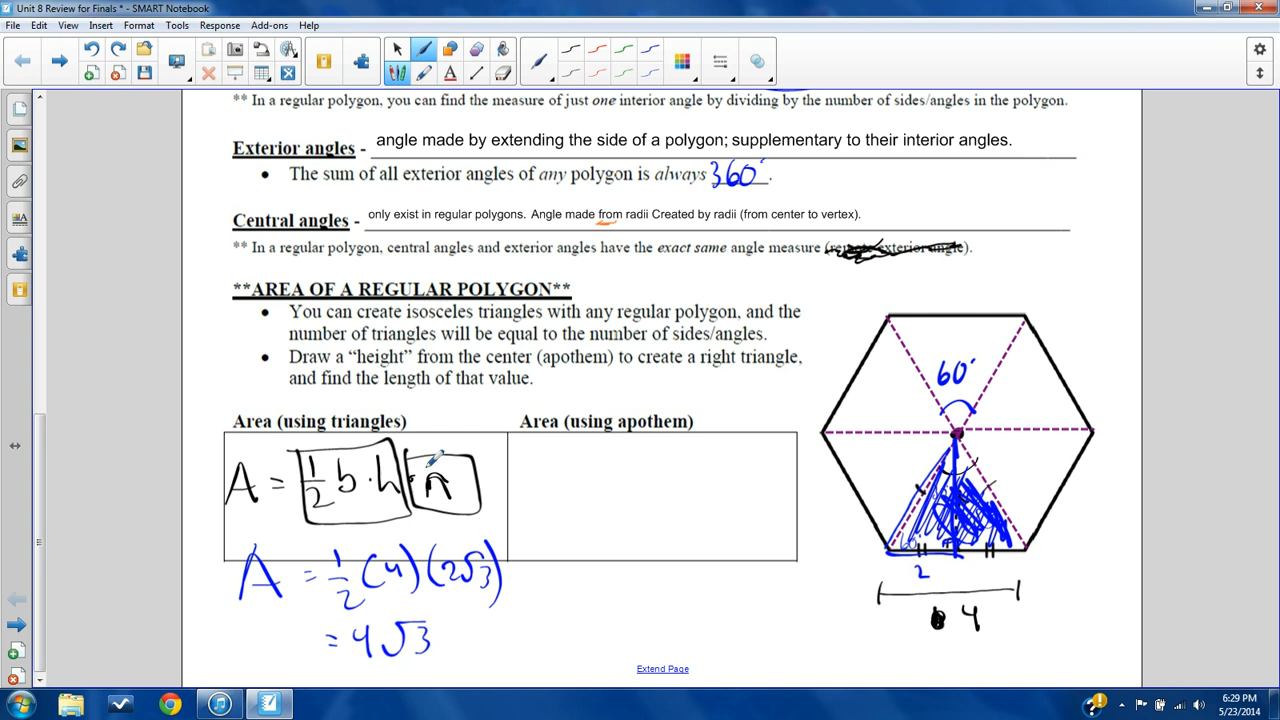 Unit 8 Review for Finals * - SMART Notebook
File Edit View Insert Format Tools Response Add-ons Help
** In a regular polygon, you can find the measure of just one interior angle by dividing by the number of sides/angles in the polygon.
Exterior angles - angle made by extending the side of a polygon; supplementary to their interior angles.
• The sum of all exterior angles of any polygon is always 360°.
Central angles - only exist in regular polygons. Angle made from radii Created by radii (from center to vertex).
** In a regular polygon, central angles and exterior angles have the exact same angle measure (remote exterior angle).
**AREA OF A REGULAR POLYGON**
• You can create isosceles triangles with any regular polygon, and the
number of triangles will be equal to the number of sides/angles.
• Draw a “height” from the center (apothem) to create a right triangle,
and find the length of that value.
60°
Area (using triangles) Area (using apothem)
A = 1/2 b · h · n
60°
A = 1/2 (4)(2√3)
2
= 4√3
4
Extend Page
6:29 PM
5/23/2014